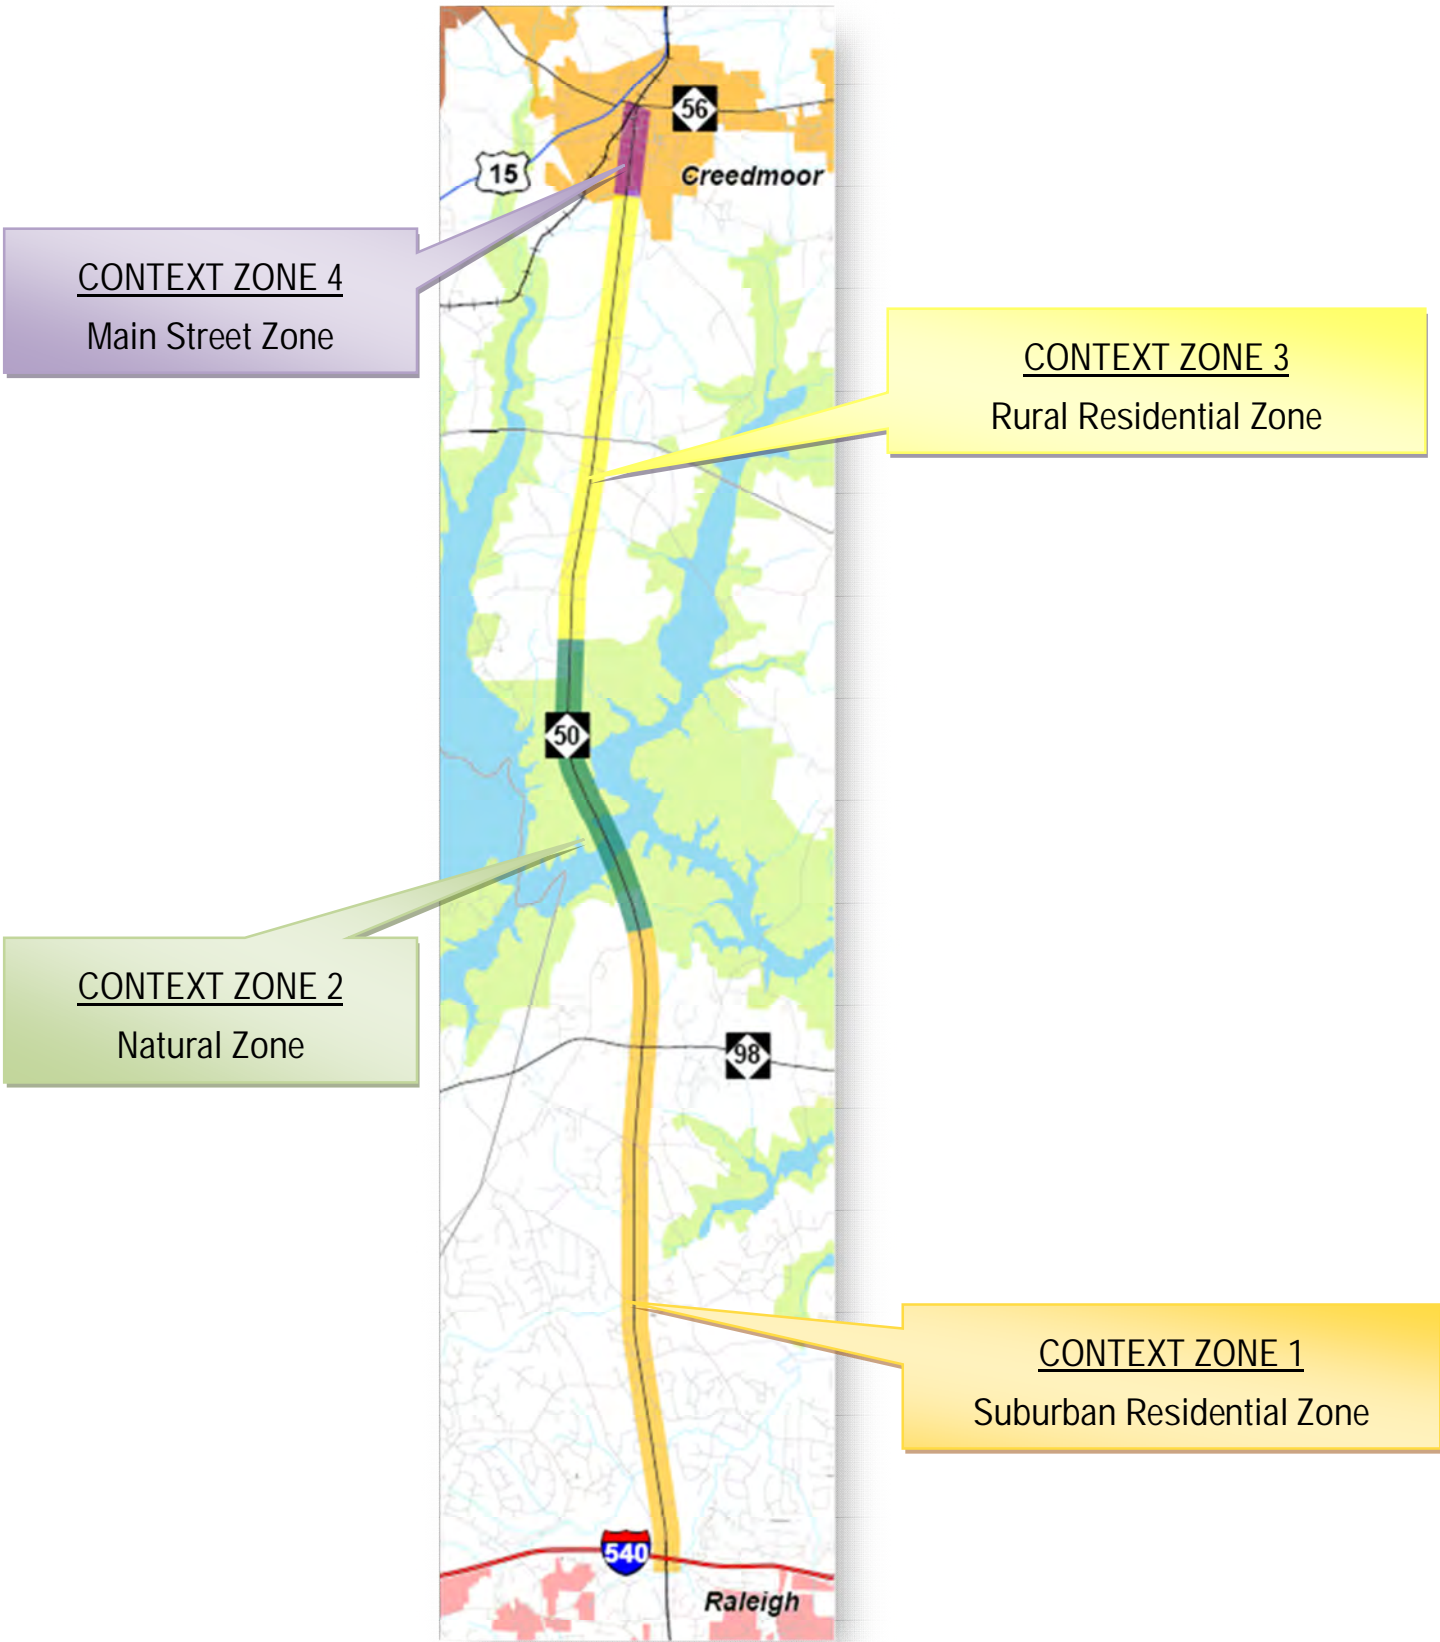 56
15
Creedmoor
CONTEXT ZONE 4
Main Street Zone
CONTEXT ZONE 3
Rural Residential Zone
50
CONTEXT ZONE 2
Natural Zone
98
CONTEXT ZONE 1
Suburban Residential Zone
540
Raleigh